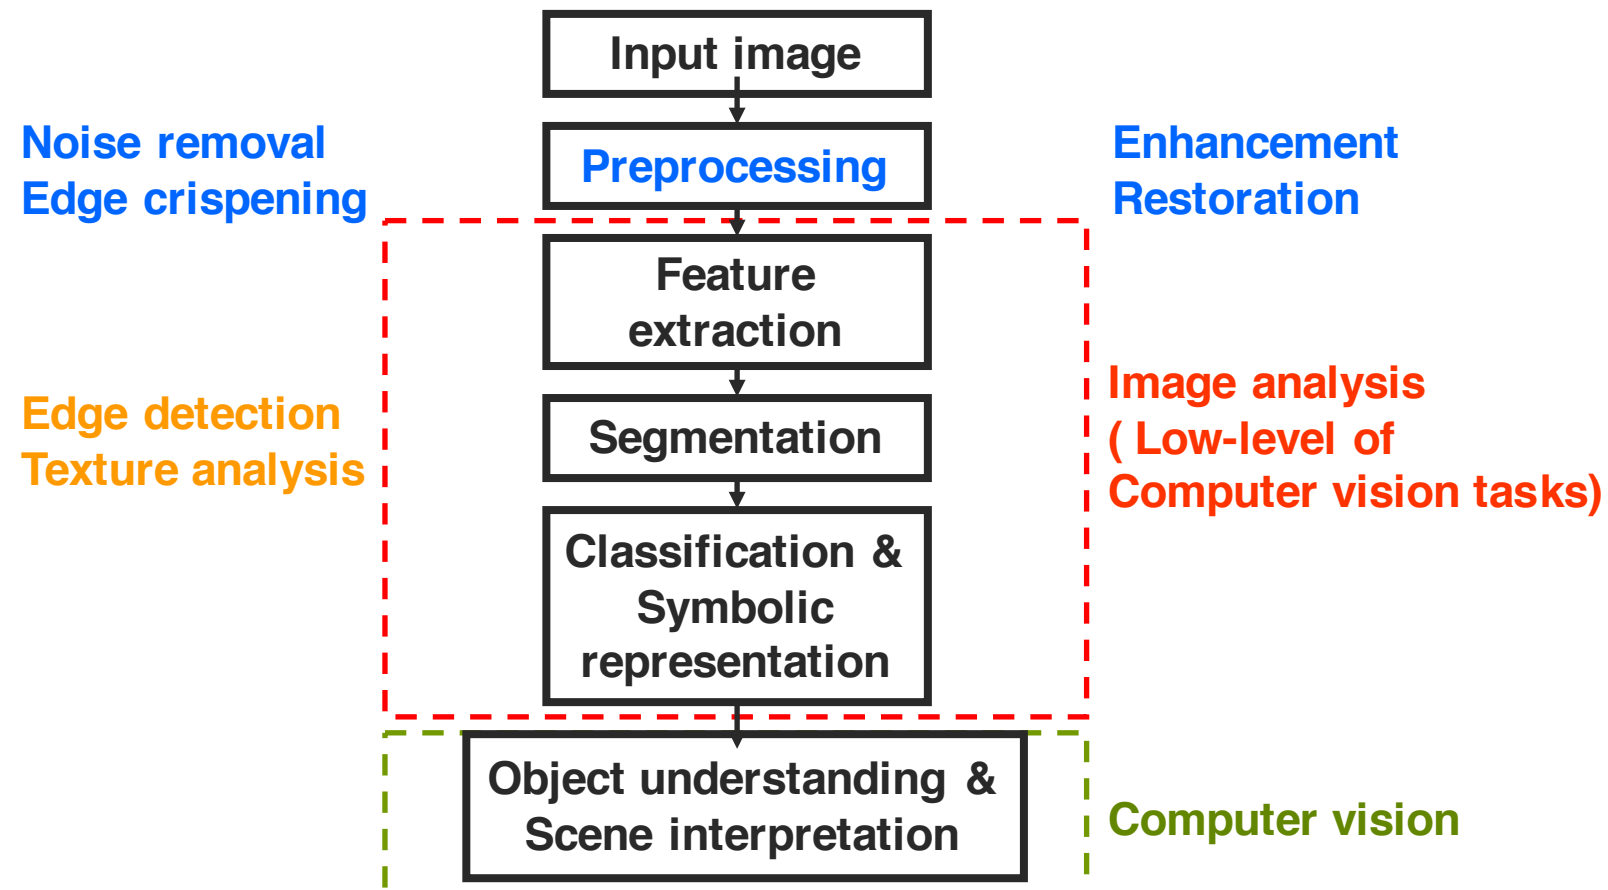 Input image
Noise removal
Edge crispening
Preprocessing
Enhancement
Restoration
Feature
extraction
Edge detection
Texture analysis
Segmentation
Image analysis
( Low-level of
Computer vision tasks)
Classification &
Symbolic
representation
Object understanding &
Scene interpretation
Computer vision